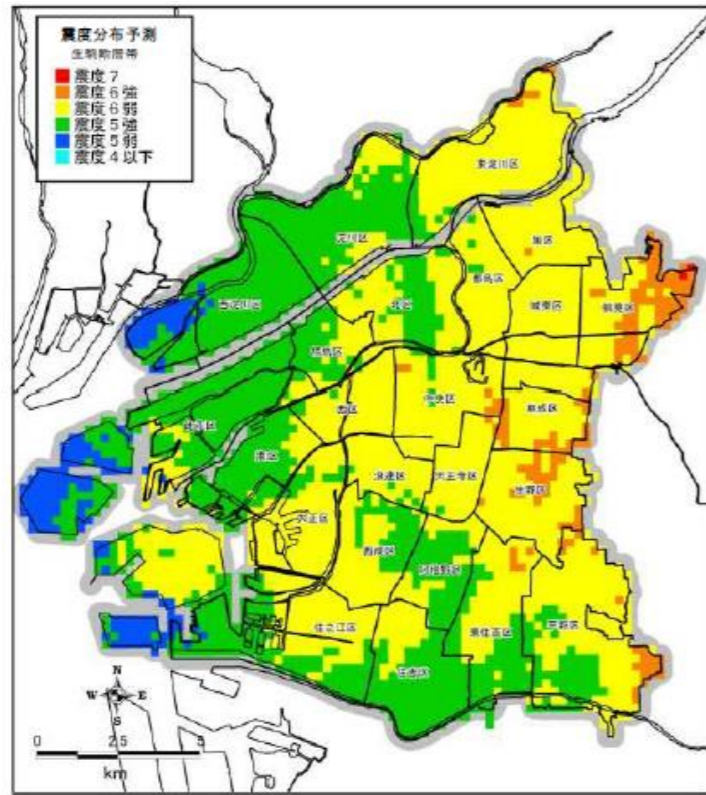 震度分布予測
生駒断層帯
震度7
震度6強
震度6弱
震度5強
震度5弱
震度4以下
東淀川区
淀川区
旭区
都島区
西淀川区
北区
城東区
鶴見区
福島区
此花区
西区
中央区
東成区
港区
浪速区
天王寺区
生野区
大正区
西成区
阿倍野区
住之江区
東住吉区
平野区
住吉区
N
W E
S
0 2.5 5
km